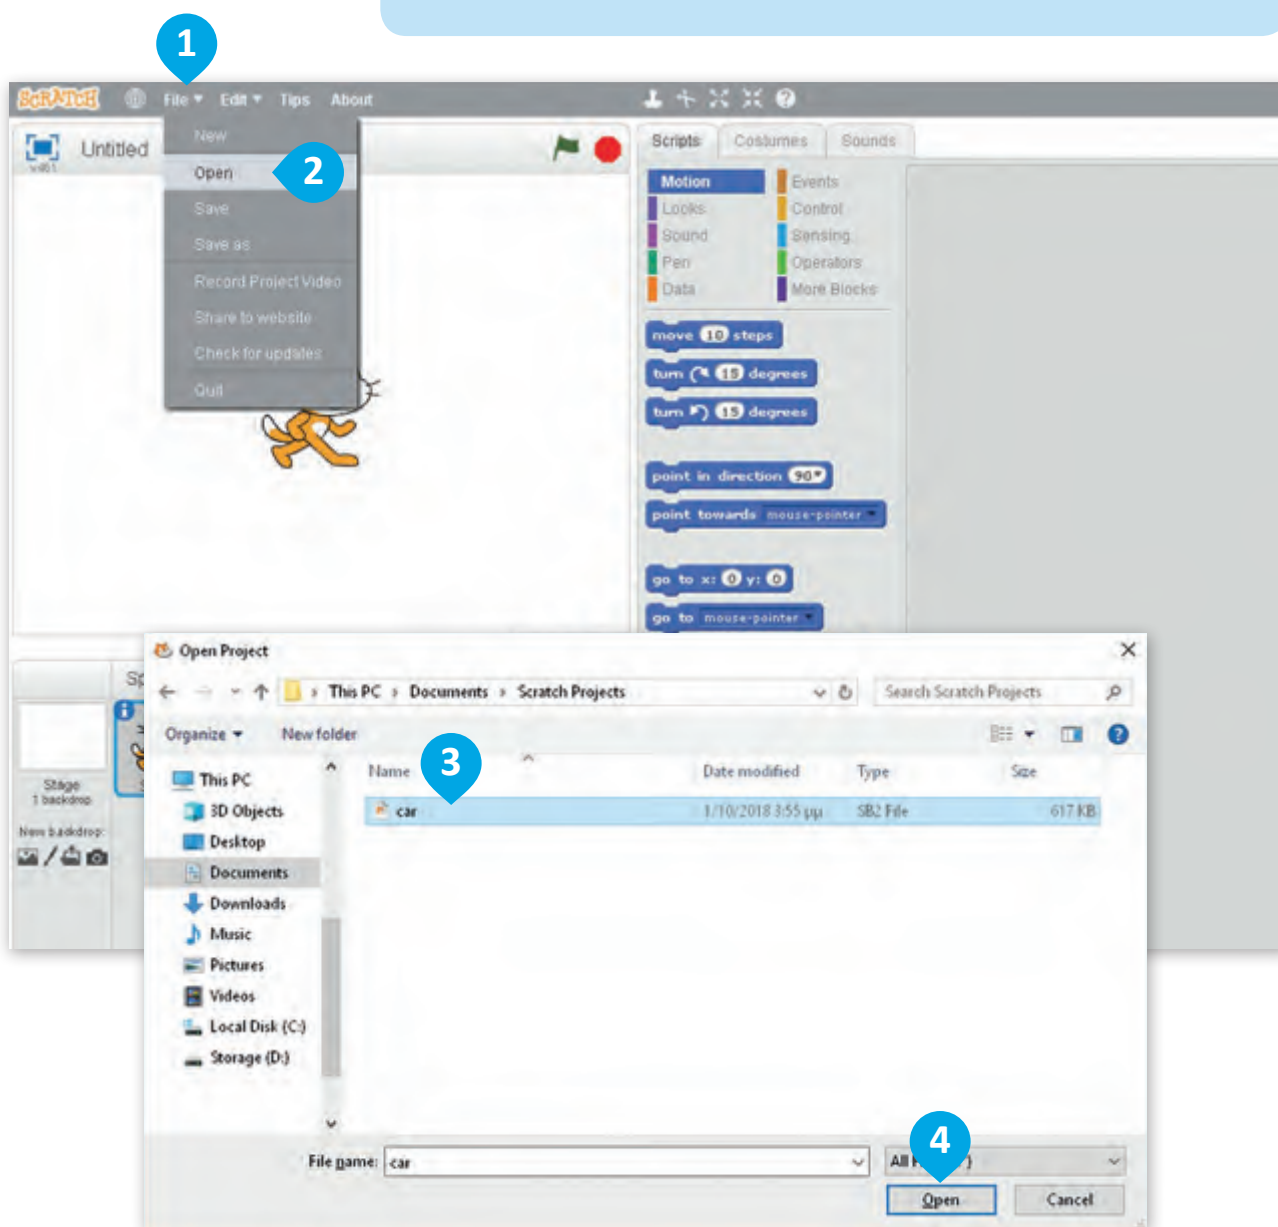 1
SCRATCH File Edit Tips About
Untitled
v461
New
Open
2
Save
Save as
Record Project Video
Share to website
Check for updates
Quit
Scripts Costumes Sounds
Motion Events
Looks Control
Sound Sensing
Pen Operators
Data More Blocks
move 10 steps
turn 15 degrees
turn 15 degrees
point in direction 90
point towards mouse-pointer
go to x: 0 y: 0
go to mouse-pointer
Stage
1 backdrop
New backdrop:
Open Project
This PC Documents Scratch Projects
Search Scratch Projects
Organize New folder
3
Name Date modified Type Size
car 1/10/2018 3:55 μμ SB2 File 617 KB
This PC
3D Objects
Desktop
Documents
Downloads
Music
Pictures
Videos
Local Disk (C:)
Storage (D:)
File name: car
All
4
Open Cancel